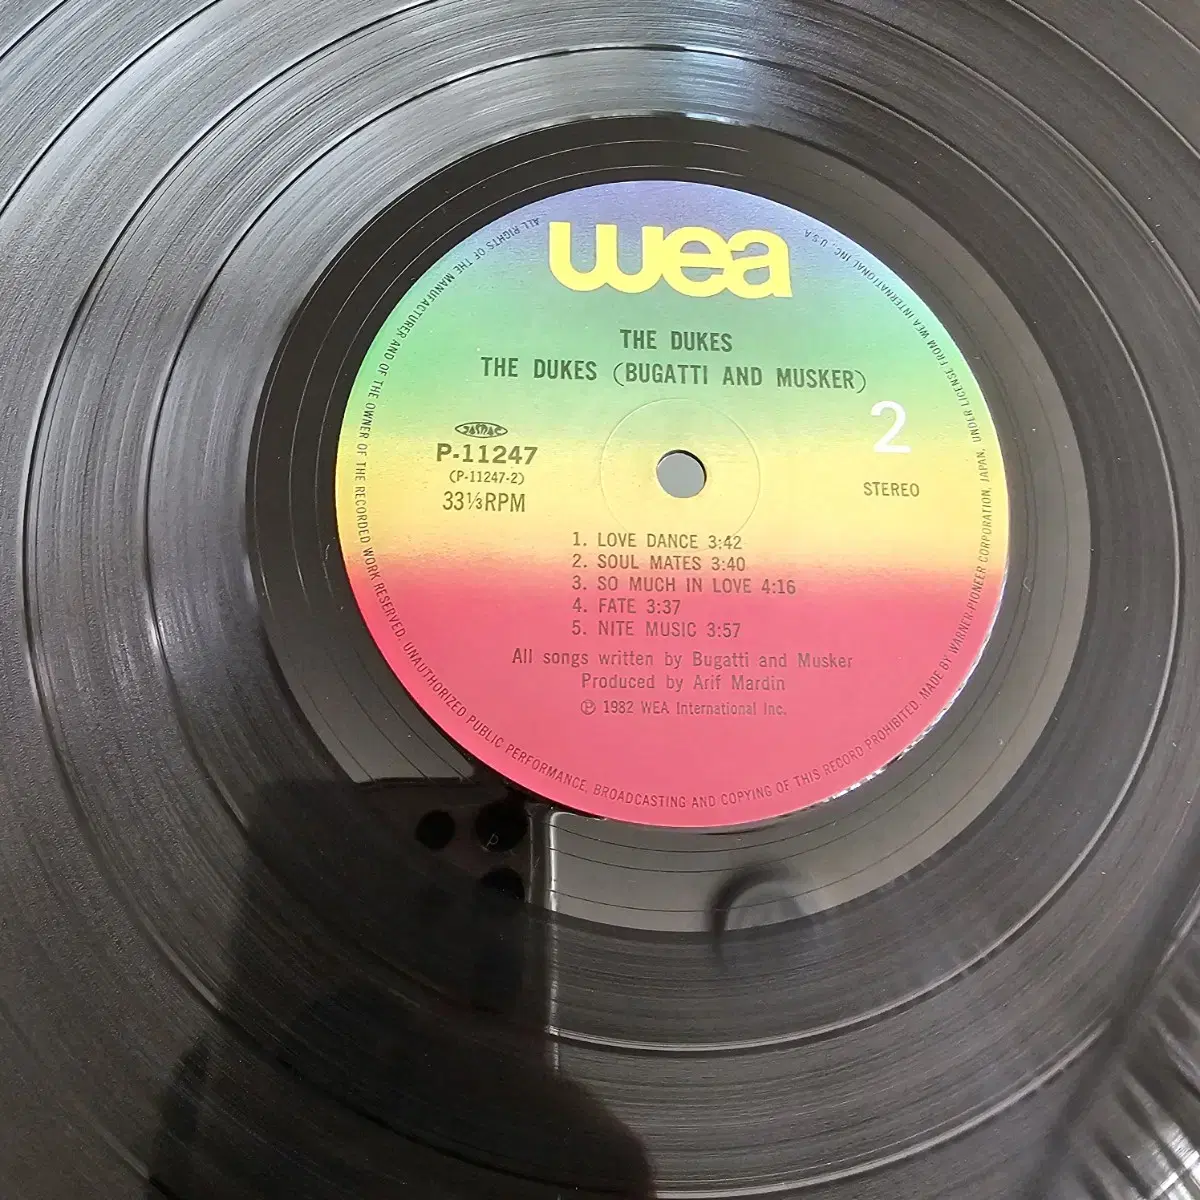 wea
THE DUKES
THE DUKES (BUGATTI AND MUSKER)
JASRAC
P-11247
(P-11247-2)
33⅓RPM
2
STEREO
1. LOVE DANCE 3:42
2. SOUL MATES 3:40
3. SO MUCH IN LOVE 4:16
4. FATE 3:37
5. NITE MUSIC 3:57
All songs written by Bugatti and Musker
Produced by Arif Mardin
℗ 1982 WEA International Inc.
ALL RIGHTS OF THE MANUFACTURER AND OF THE OWNER OF THE RECORDED WORK RESERVED. UNAUTHORIZED PUBLIC PERFORMANCE, BROADCASTING AND COPYING OF THIS RECORD PROHIBITED. MADE BY WARNER-PIONEER CORPORATION, JAPAN. UNDER LICENSE FROM WEA INTERNATIONAL INC. U.S.A